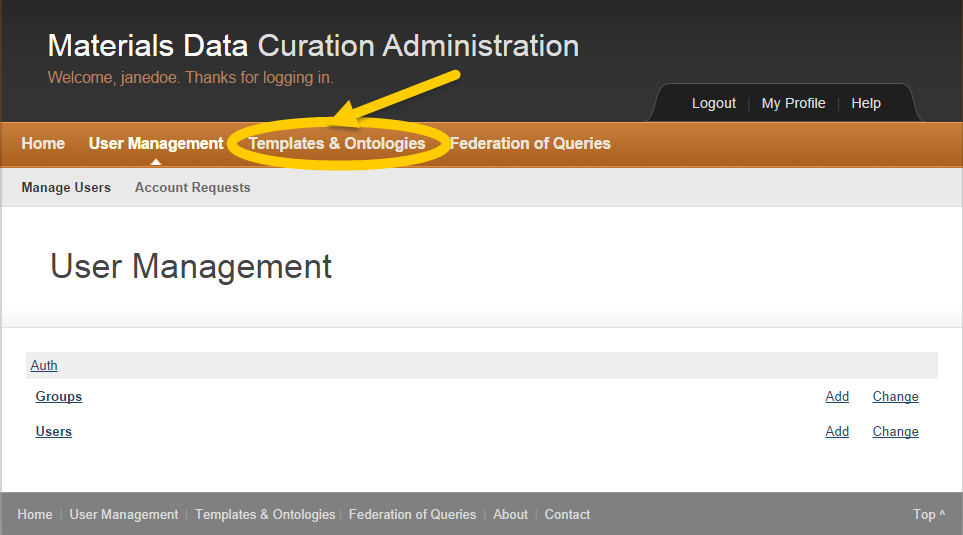 Materials Data Curation Administration
Welcome, janedoe. Thanks for logging in.
Logout | My Profile | Help
Home User Management Templates & Ontologies Federation of Queries
Manage Users Account Requests
User Management
Auth
Groups Add Change
Users Add Change
Home | User Management | Templates & Ontologies | Federation of Queries | About | Contact Top ^